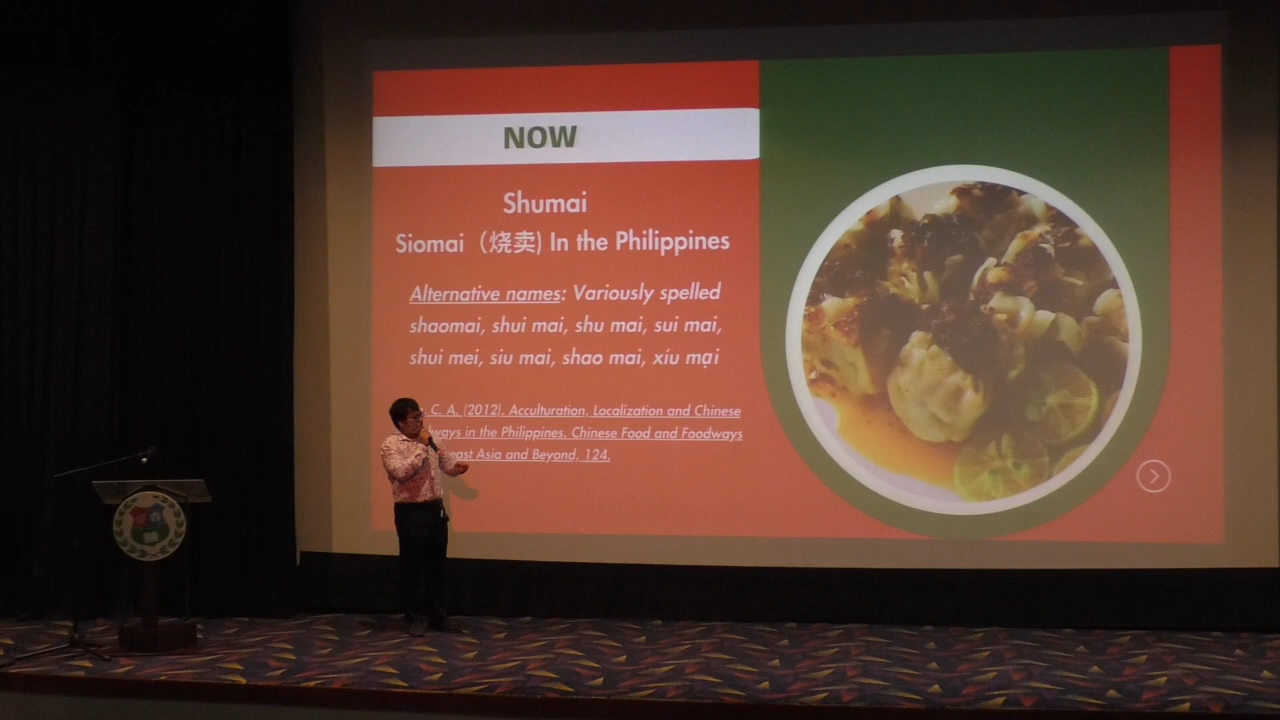 NOW
Shumai
Siomai（烧卖) In the Philippines
Alternative names: Variously spelled
shaomai, shui mai, shu mai, sui mai,
shui mei, siu mai, shao mai, xíu mại
C. A. (2012), Acculturation, Localization and Chinese
ways in the Philippines. Chinese Food and Foodways
east Asia and Beyond, 124.